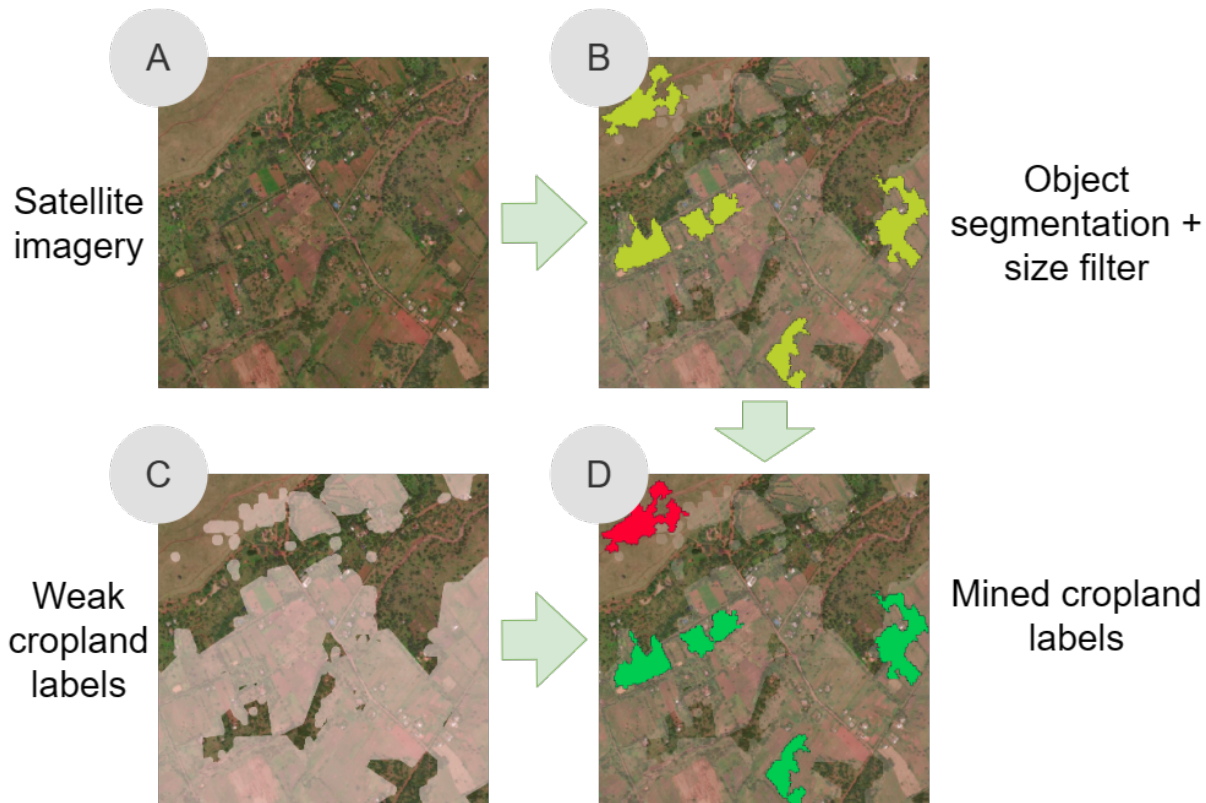 A
B
Satellite
imagery
Object
segmentation +
size filter
C
D
Weak
cropland
labels
Mined cropland
labels